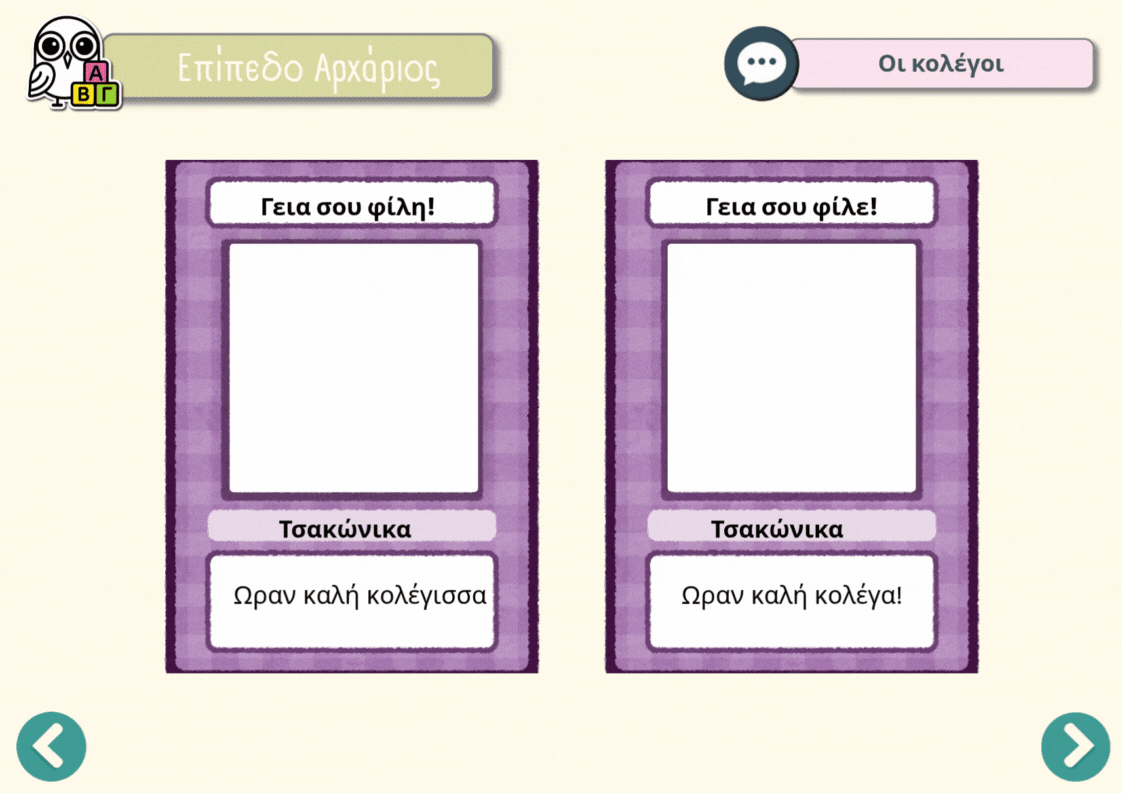 Επίπεδο Αρχάριος
Οι κολέγοι
Α
Β Γ
Γεια σου φίλη!
Τσακώνικα
Ωραν καλή κολέγισσα
Γεια σου φίλε!
Τσακώνικα
Ωραν καλή κολέγα!